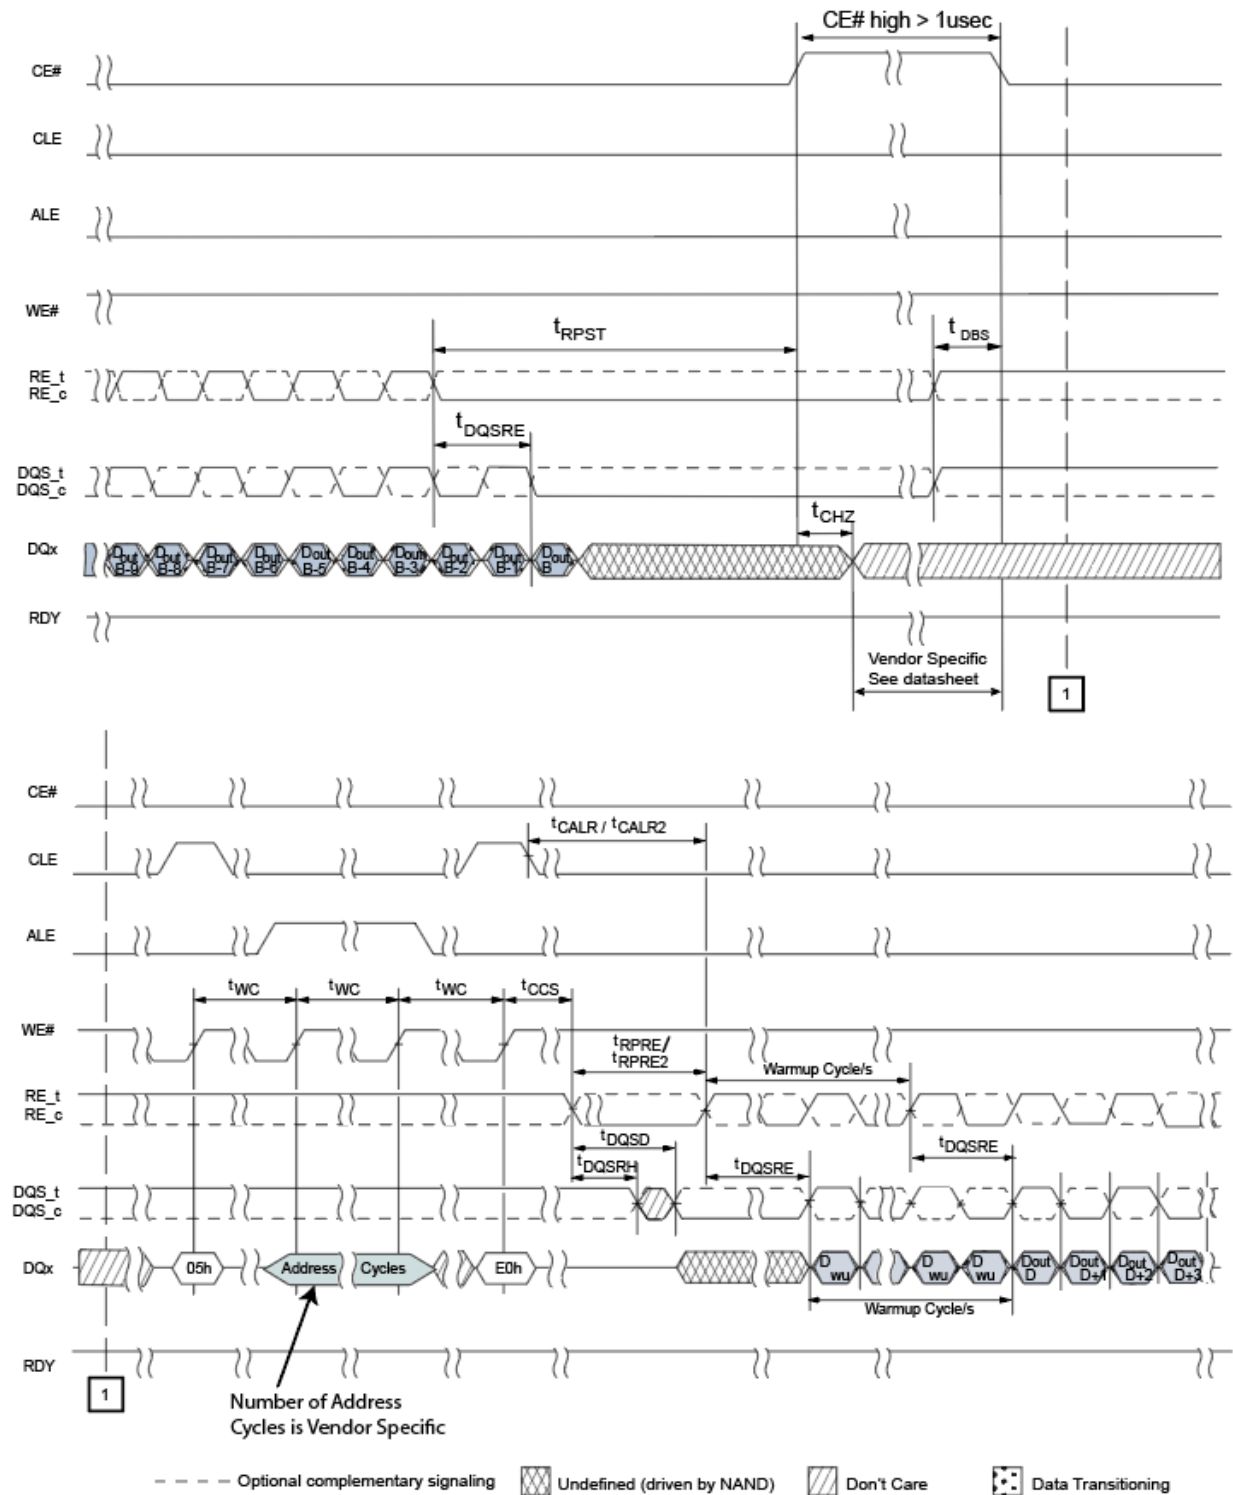 CE# high > 1usec
CE#
CLE
ALE
WE#
tRPST
t DBS
RE_t
RE_c
tDQSRE
DQS_t
DQS_c
tCHZ
DQx
Dout B-9 Dout B-8 Dout B-7 Dout B-6 Dout B-5 Dout B-4 Dout B-3 Dout B-2 Dout B-1 Dout B
RDY
Vendor Specific
See datasheet
1
CE#
tCALR / tCALR2
CLE
ALE
tWC tWC tWC tCCS
WE#
tRPRE/
tRPRE2
Warmup Cycle/s
RE_t
RE_c
tDQSD
tDQSRE
tDQSRH
tDQSRE
DQS_t
DQS_c
DQx
05h Address Cycles E0h D wu D wu D wu Dout D Dout D+1 Dout D+2 Dout D+3
Warmup Cycle/s
RDY
1
Number of Address
Cycles is Vendor Specific
Optional complementary signaling Undefined (driven by NAND) Don't Care Data Transitioning